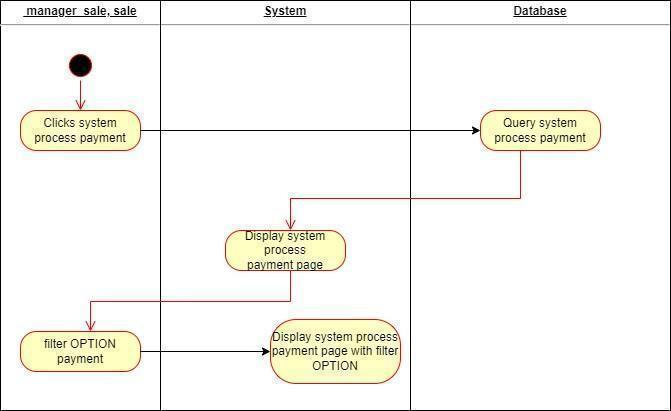 manager_sale, sale
System
Database
Clicks system
process payment
Query system
process payment
Display system
process
payment page
filter OPTION
payment
Display system process
payment page with filter
OPTION